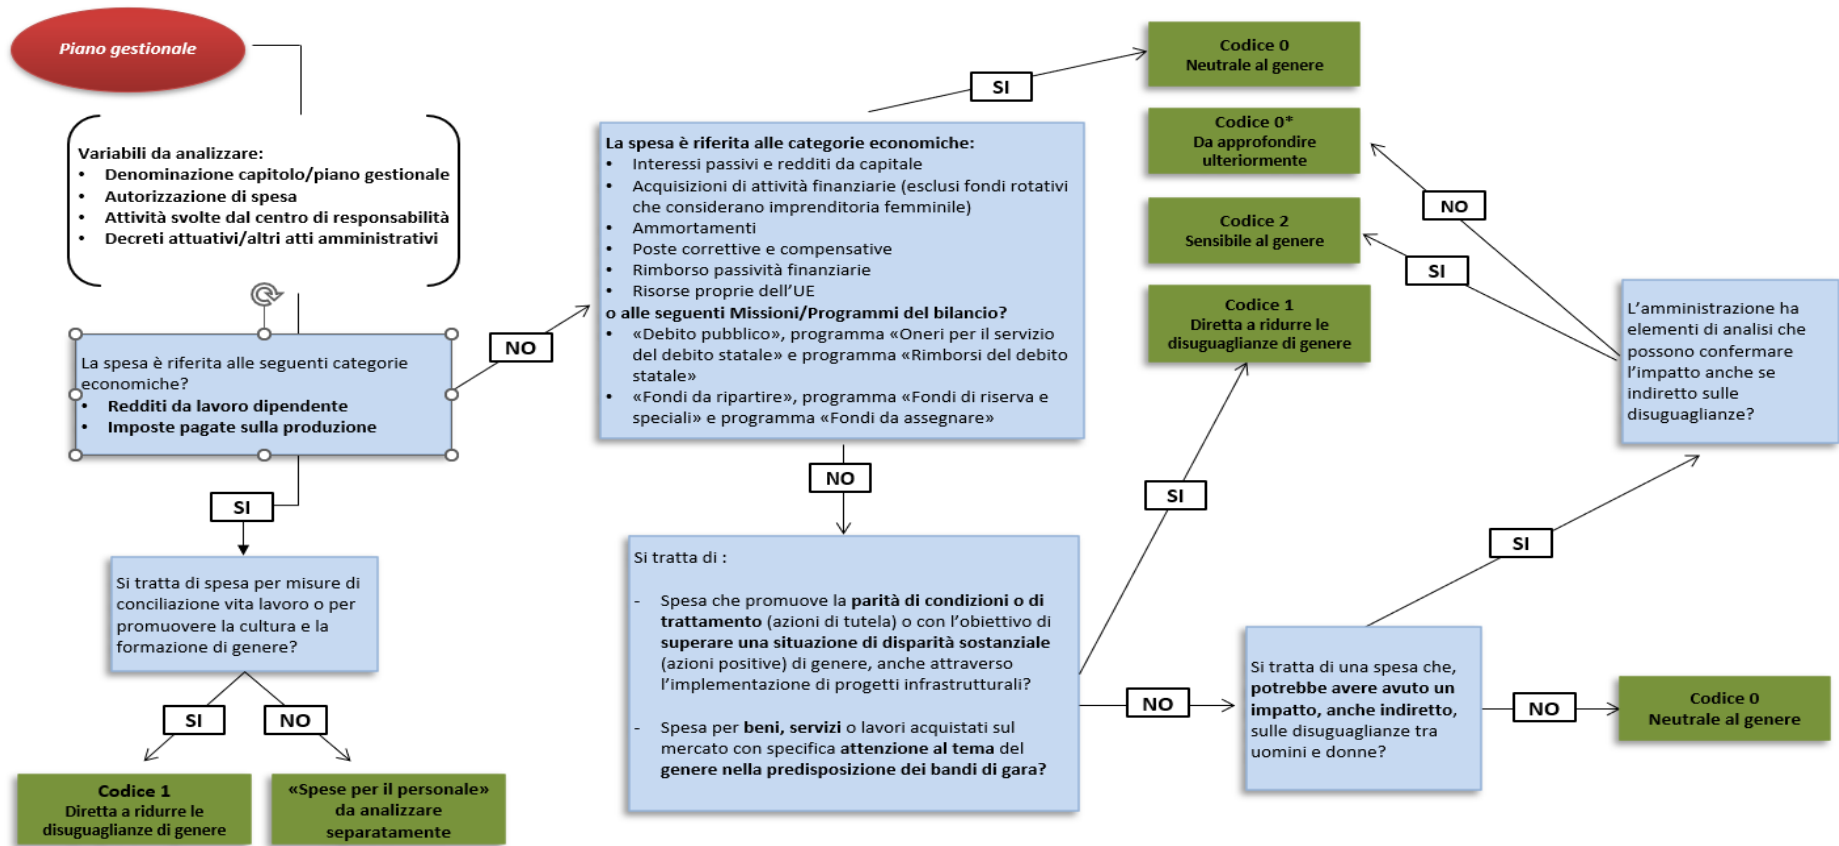 Piano gestionale
Variabili da analizzare:
• Denominazione capitolo/piano gestionale
• Autorizzazione di spesa
• Attività svolte dal centro di responsabilità
• Decreti attuativi/altri atti amministrativi
La spesa è riferita alle seguenti categorie
economiche?
• Redditi da lavoro dipendente
• Imposte pagate sulla produzione
SI
Si tratta di spesa per misure di
conciliazione vita lavoro o per
promuovere la cultura e la
formazione di genere?
SI
NO
Codice 1
Diretta a ridurre le
disuguaglianze di genere
«Spese per il personale»
da analizzare
separatamente
NO
La spesa è riferita alle categorie economiche:
• Interessi passivi e redditi da capitale
• Acquisizioni di attività finanziarie (esclusi fondi rotativi
che considerano imprenditoria femminile)
• Ammortamenti
• Poste correttive e compensative
• Rimborso passività finanziarie
• Risorse proprie dell’UE
o alle seguenti Missioni/Programmi del bilancio?
• «Debito pubblico», programma «Oneri per il servizio
del debito statale» e programma «Rimborsi del debito
statale»
• «Fondi da ripartire», programma «Fondi di riserva e
speciali» e programma «Fondi da assegnare»
SI
Codice 0
Neutrale al genere
NO
Si tratta di :
- Spesa che promuove la parità di condizioni o di
trattamento (azioni di tutela) o con l’obiettivo di
superare una situazione di disparità sostanziale
(azioni positive) di genere, anche attraverso
l’implementazione di progetti infrastrutturali?
- Spesa per beni, servizi o lavori acquistati sul
mercato con specifica attenzione al tema del
genere nella predisposizione dei bandi di gara?
SI
Codice 1
Diretta a ridurre le
disuguaglianze di genere
NO
Si tratta di una spesa che,
potrebbe avere avuto un
impatto, anche indiretto,
sulle disuguaglianze tra
uomini e donne?
NO
Codice 0
Neutrale al genere
SI
L’amministrazione ha
elementi di analisi che
possono confermare
l’impatto anche se
indiretto sulle
disuguaglianze?
NO
Codice 0*
Da approfondire
ulteriormente
SI
Codice 2
Sensibile al genere